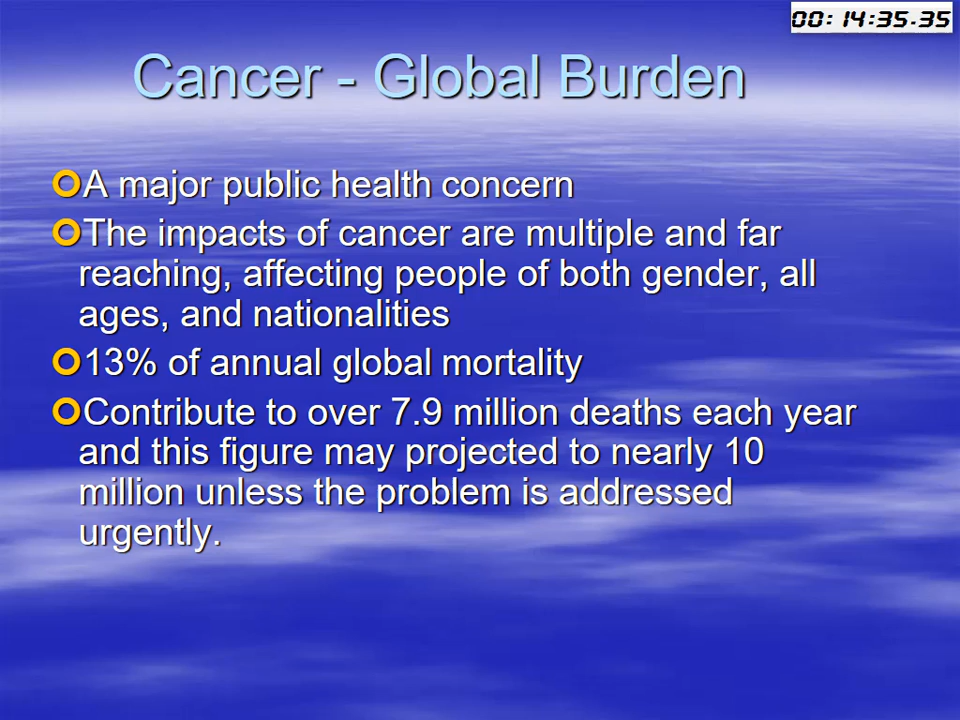 00:14:35.35
Cancer - Global Burden
A major public health concern
The impacts of cancer are multiple and far
reaching, affecting people of both gender, all
ages, and nationalities
13% of annual global mortality
Contribute to over 7.9 million deaths each year
and this figure may projected to nearly 10
million unless the problem is addressed
urgently.